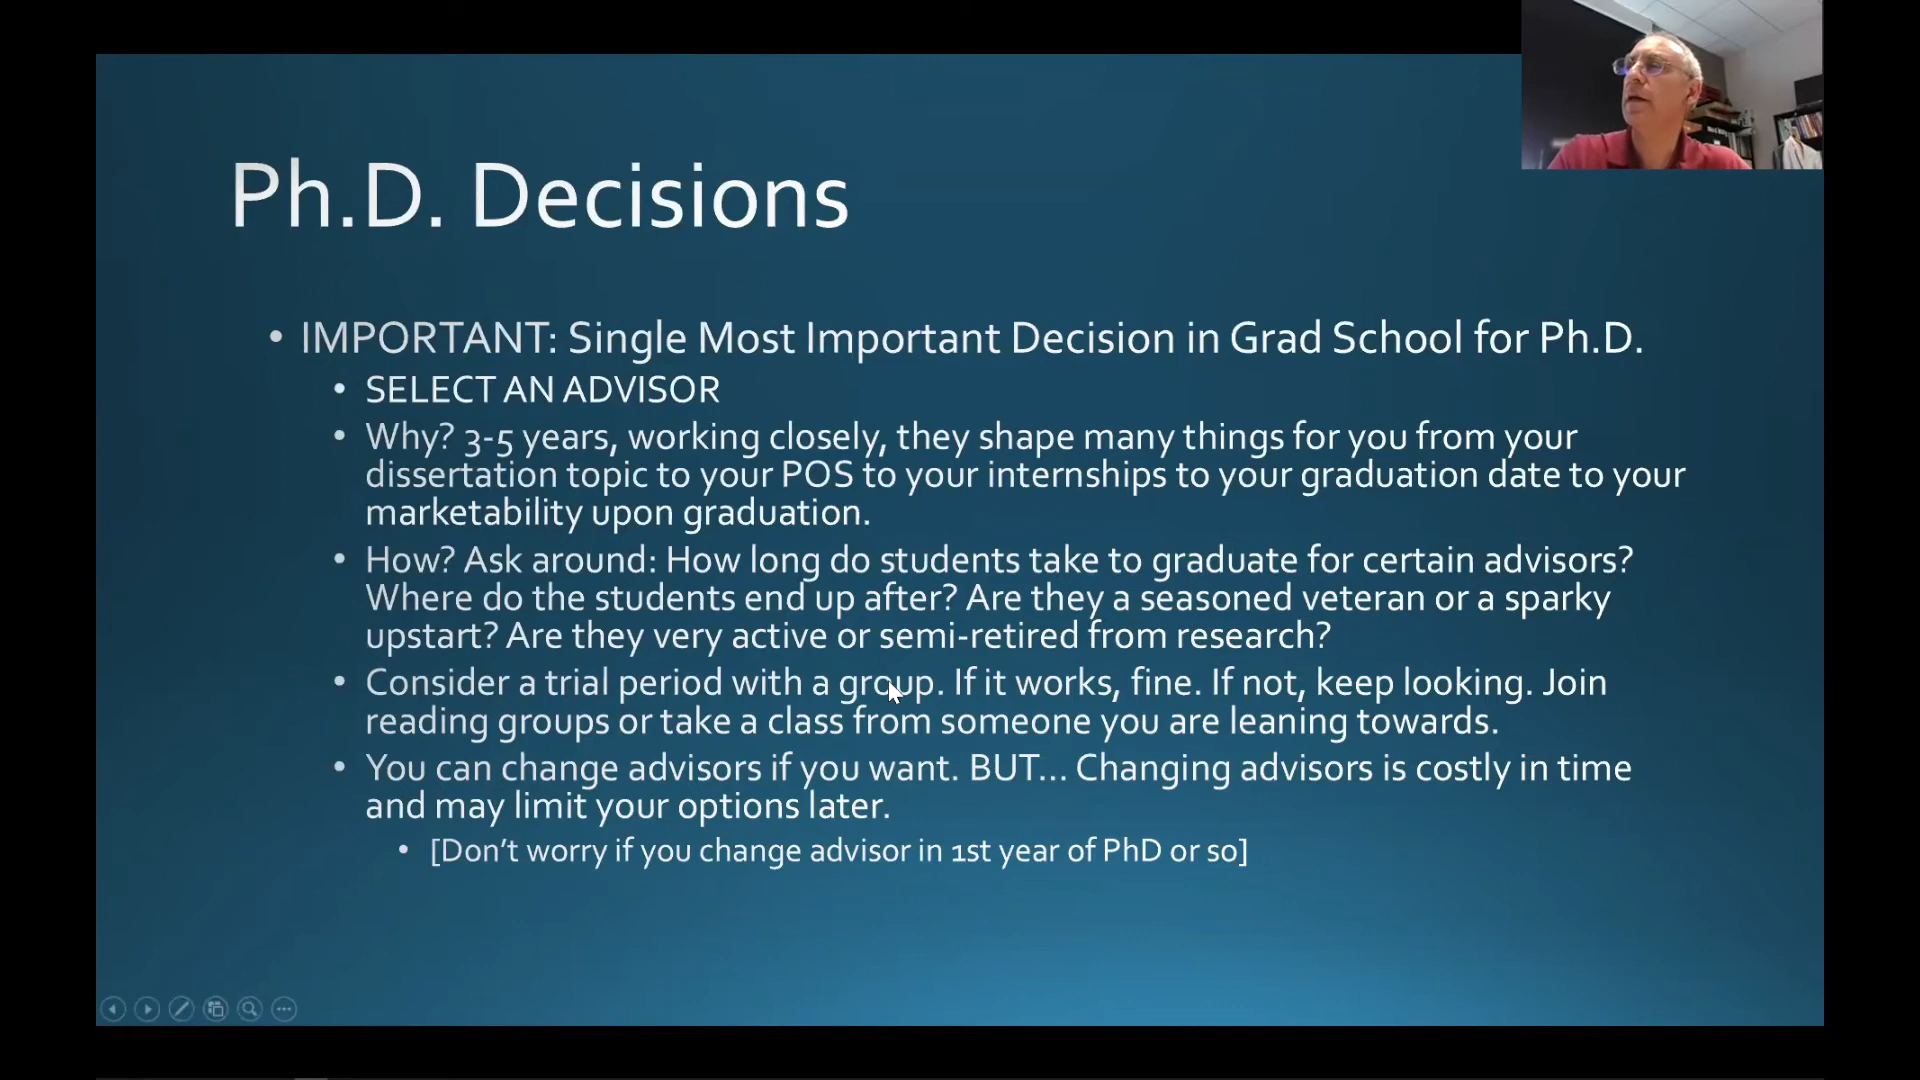 Ph.D. Decisions
• IMPORTANT: Single Most Important Decision in Grad School for Ph.D.
• SELECT AN ADVISOR
• Why? 3-5 years, working closely, they shape many things for you from your
dissertation topic to your POS to your internships to your graduation date to your
marketability upon graduation.
• How? Ask around: How long do students take to graduate for certain advisors?
Where do the students end up after? Are they a seasoned veteran or a sparky
upstart? Are they very active or semi-retired from research?
• Consider a trial period with a group. If it works, fine. If not, keep looking. Join
reading groups or take a class from someone you are leaning towards.
• You can change advisors if you want. BUT... Changing advisors is costly in time
and may limit your options later.
• [Don't worry if you change advisor in 1st year of PhD or so]